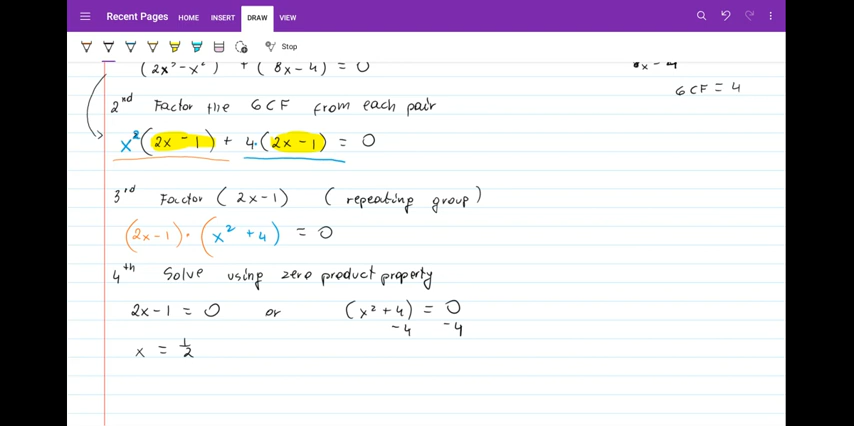 Recent Pages HOME INSERT DRAW VIEW
Stop
(2x³ - x²) + (8x - 4) = 0
8x - 4
GCF = 4
2nd Factor the GCF from each pair
x² (2x - 1) + 4·(2x - 1) = 0
3rd Factor (2x - 1) (repeating group)
(2x - 1) · (x² + 4) = 0
4th Solve using zero product property
2x - 1 = 0 or (x² + 4) = 0
-4 -4
x = 1/2